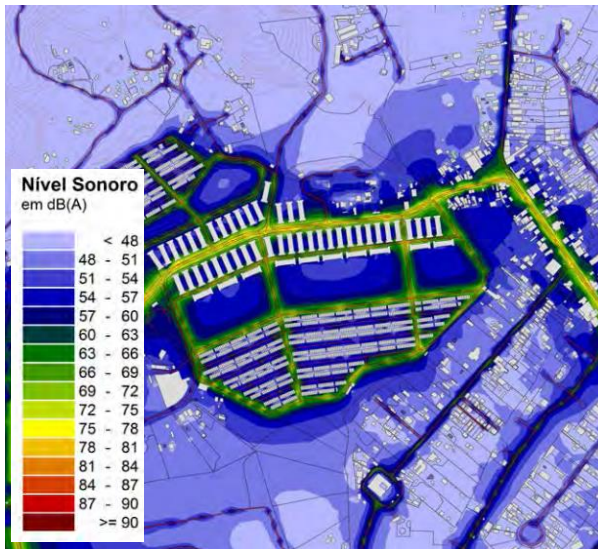 Nível Sonoro
em dB(A)
< 48
48 - 51
51 - 54
54 - 57
57 - 60
60 - 63
63 - 66
66 - 69
69 - 72
72 - 75
75 - 78
78 - 81
81 - 84
84 - 87
87 - 90
>= 90